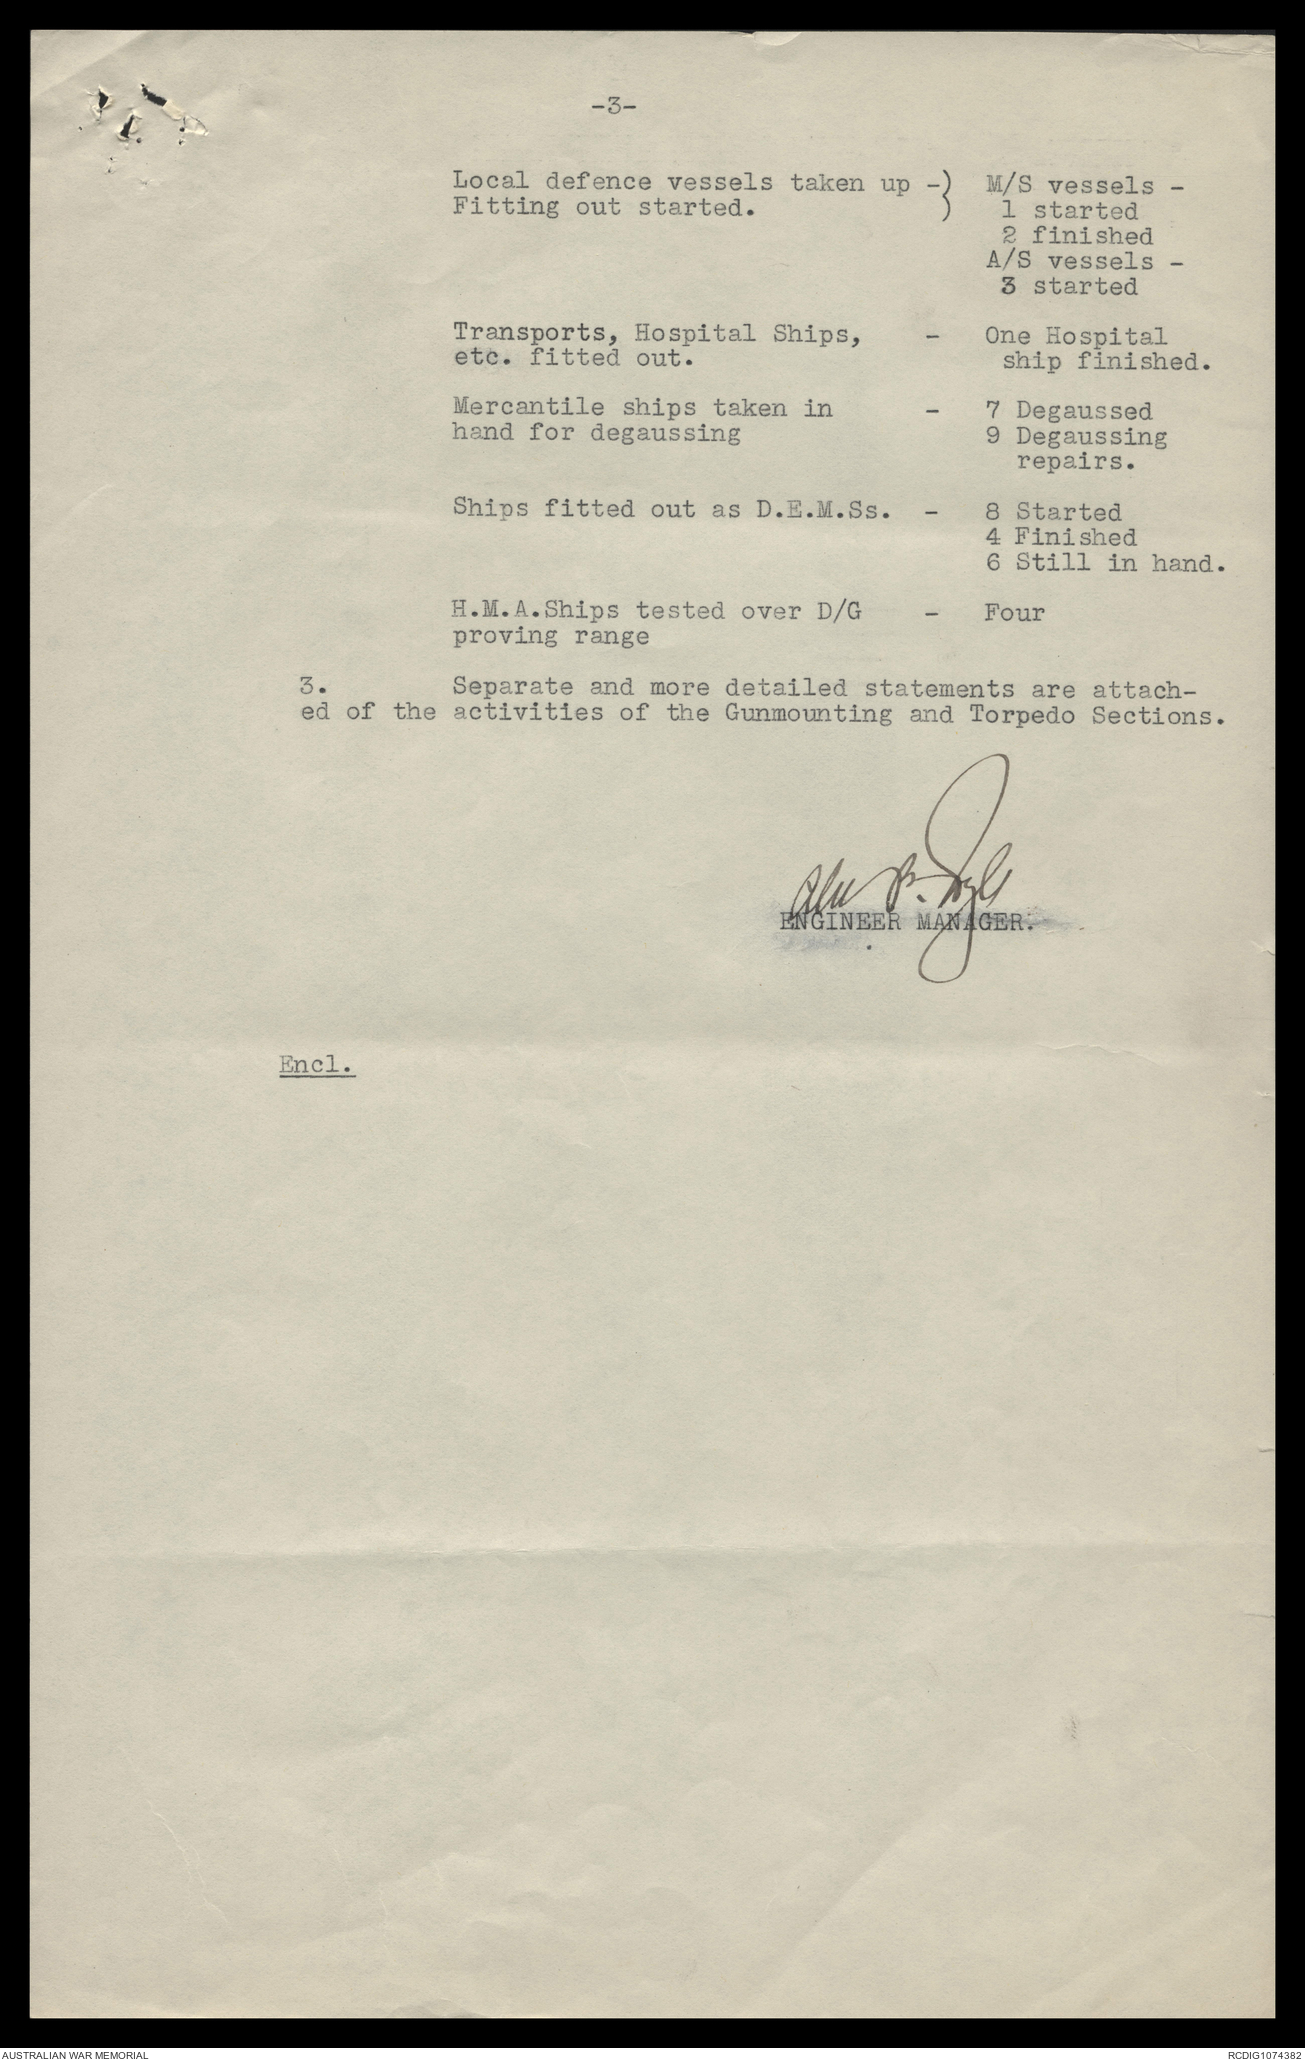 -3-
Local defence vessels taken up -) M/S vessels -
Fitting out started. ) 1 started
2 finished
A/S vessels -
3 started
Transports, Hospital Ships, - One Hospital
etc. fitted out. ship finished.
Mercantile ships taken in - 7 Degaussed
hand for degaussing 9 Degaussing
repairs.
Ships fitted out as D.E.M.Ss. - 8 Started
4 Finished
6 Still in hand.
H.M.A.Ships tested over D/G - Four
proving range
3. Separate and more detailed statements are attach-
ed of the activities of the Gunmounting and Torpedo Sections.
ENGINEER MANAGER.
Encl.
AUSTRALIAN WAR MEMORIAL RCDIG1074382